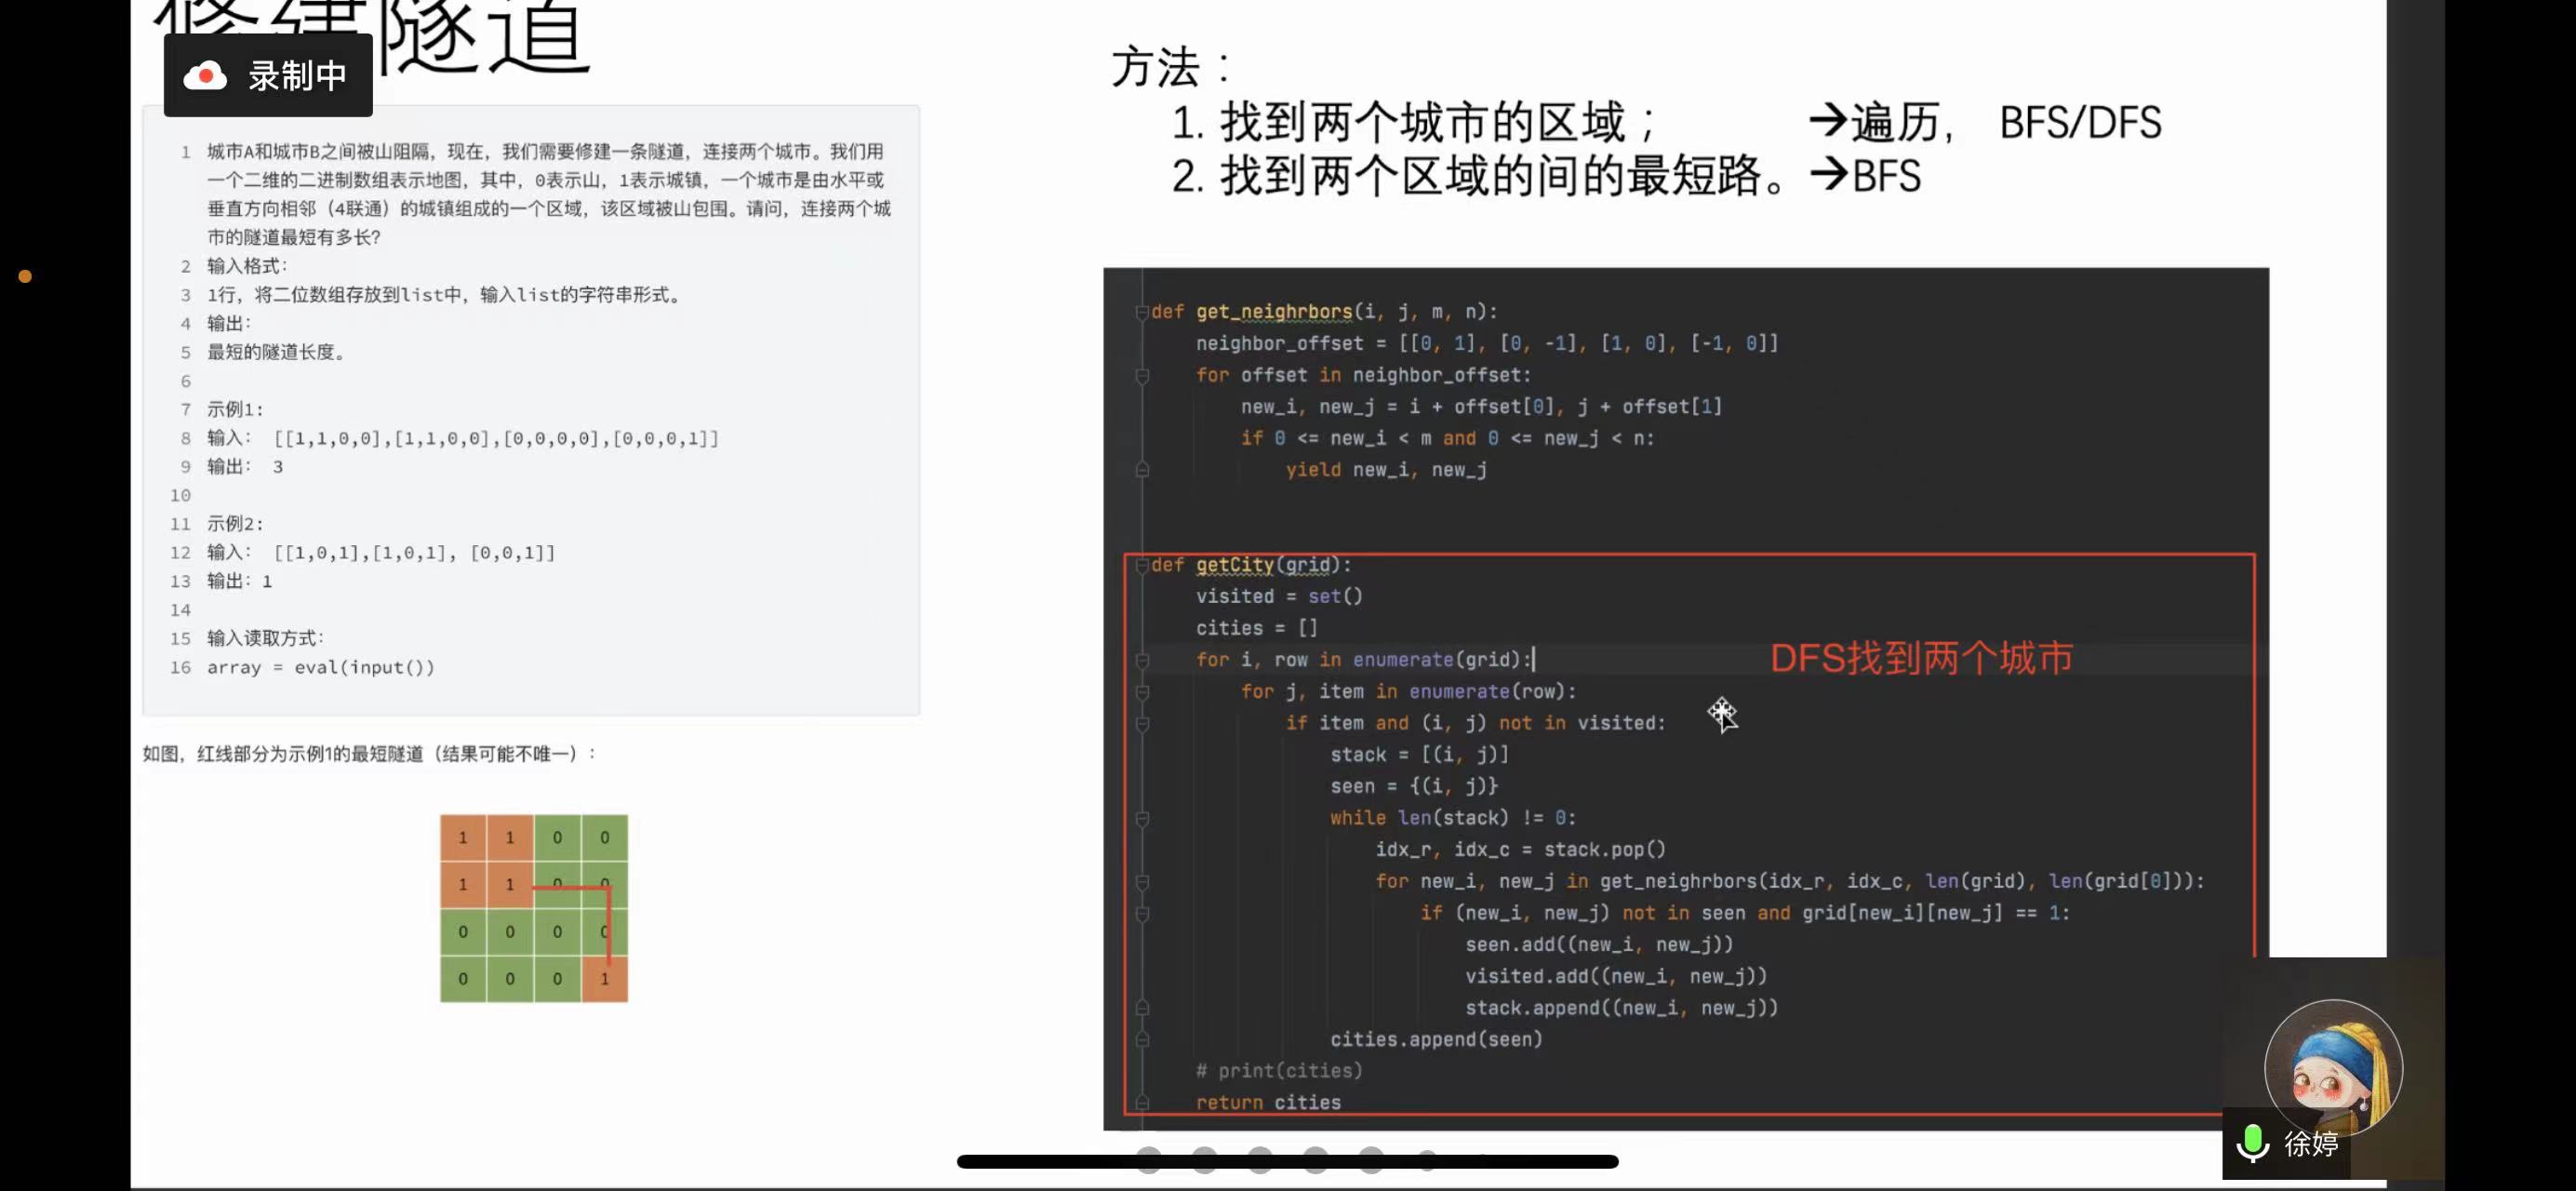 修建隧道
录制中
1 城市A和城市B之间被山阻隔，现在，我们需要修建一条隧道，连接两个城市。我们用
一个二维的二进制数组表示地图，其中，0表示山，1表示城镇，一个城市是由水平或
垂直方向相邻（4联通）的城镇组成的一个区域，该区域被山包围。请问，连接两个城
市的隧道最短有多长？
2 输入格式：
3 1行，将二位数组存放到list中，输入list的字符串形式。
4 输出：
5 最短的隧道长度。
6
7 示例1：
8 输入： [[1,1,0,0],[1,1,0,0],[0,0,0,0],[0,0,0,1]]
9 输出： 3
10
11 示例2：
12 输入： [[1,0,1],[1,0,1], [0,0,1]]
13 输出：1
14
15 输入读取方式：
16 array = eval(input())
如图，红线部分为示例1的最短隧道（结果可能不唯一）：
1 1 0 0
1 1 0 0
0 0 0 0
0 0 0 1
方法：
1. 找到两个城市的区域； →遍历， BFS/DFS
2. 找到两个区域的间的最短路。→BFS
def get_neighrbors(i, j, m, n):
    neighbor_offset = [[0, 1], [0, -1], [1, 0], [-1, 0]]
    for offset in neighbor_offset:
        new_i, new_j = i + offset[0], j + offset[1]
        if 0 <= new_i < m and 0 <= new_j < n:
            yield new_i, new_j
def getCity(grid):
    visited = set()
    cities = []
    for i, row in enumerate(grid):
DFS找到两个城市
        for j, item in enumerate(row):
            if item and (i, j) not in visited:
                stack = [(i, j)]
                seen = {(i, j)}
                while len(stack) != 0:
                    idx_r, idx_c = stack.pop()
                    for new_i, new_j in get_neighrbors(idx_r, idx_c, len(grid), len(grid[0])):
                        if (new_i, new_j) not in seen and grid[new_i][new_j] == 1:
                            seen.add((new_i, new_j))
                            visited.add((new_i, new_j))
                            stack.append((new_i, new_j))
                cities.append(seen)
    # print(cities)
    return cities
徐婷